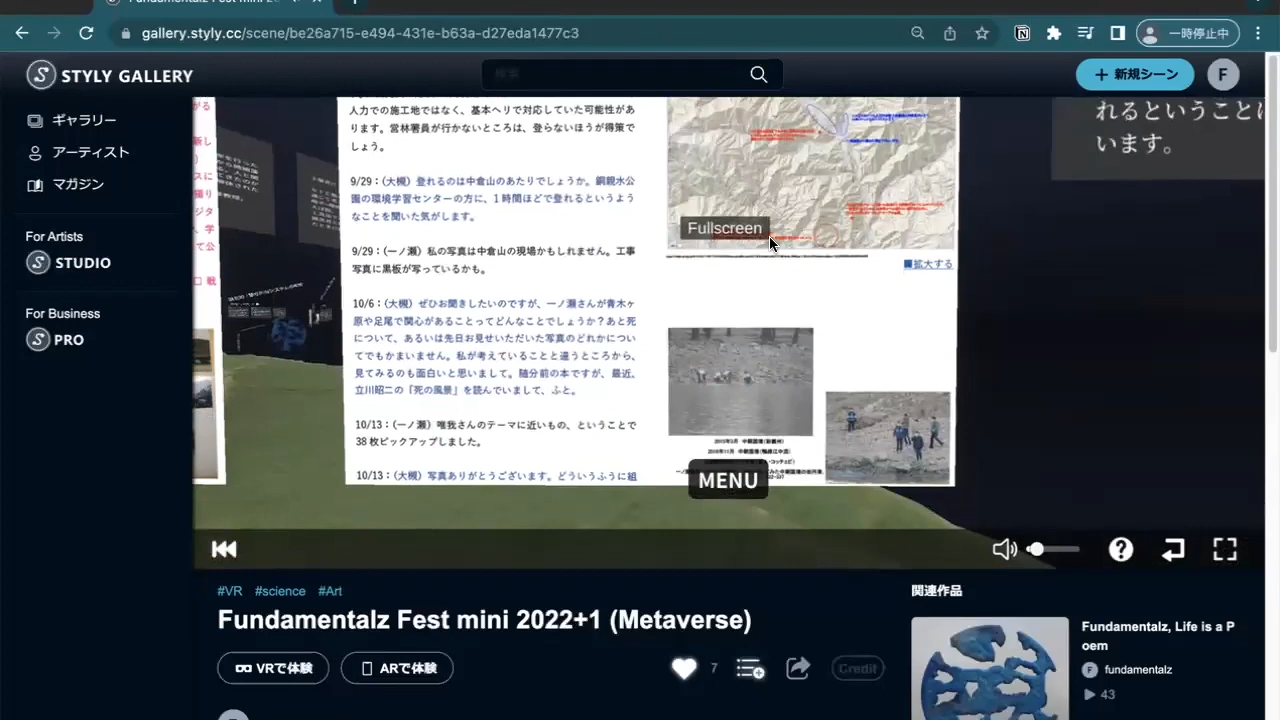 Fundamentalz Fest mini 20
gallery.styly.cc/scene/be26a715-e494-431e-b63a-d27eda1477c3
一時停止中
STYLY GALLERY
検索
新規シーン
F
ギャラリー
アーティスト
マガジン
For Artists
STUDIO
For Business
PRO
人力での施工地ではなく、基本ヘリで対応していた可能性があ
ります。営林署員が行かないところは、登らないほうが得策で
しょう。
9/29：(大槻) 登れるのは中倉山のあたりでしょうか。銅親水公
園の環境学習センターの方に、1時間ほどで登れるというよう
なことを聞いた気がします。
9/29：(一ノ瀬) 私の写真は中倉山の現場かもしれません。工事
写真に黒板が写っているかも。
10/6：(大槻) ぜひお聞きしたいのですが、一ノ瀬さんが青木ヶ
原や足尾で関心があることってどんなことでしょうか？あと死
について、あるいは先日お見せいただいた写真のどれかについ
てでもかまいません。私が考えていることと違うところから、
見てみるのも面白いと思いまして。随分前の本ですが、最近、
立川昭二の『死の風景』を読んでいまして、ふと。
10/13：(一ノ瀬) 唯我さんのテーマに近いもの、ということで
38枚ピックアップしました。
10/13：(大槻) 写真ありがとうございます。どういうふうに組
Fullscreen
■拡大する
れるということに
います。
MENU
#VR #science #Art
Fundamentalz Fest mini 2022+1 (Metaverse)
VRで体験
ARで体験
7
Credit
関連作品
Fundamentalz, Life is a P
oem
F fundamentalz
43